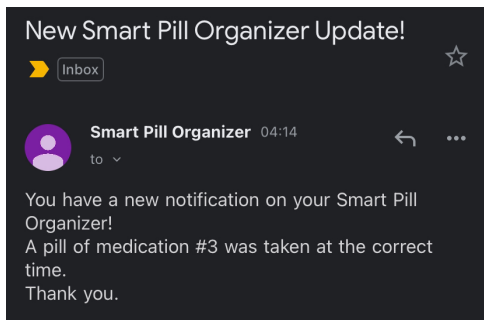 New Smart Pill Organizer Update!
Inbox
Smart Pill Organizer 04:14
to
You have a new notification on your Smart Pill
Organizer!
A pill of medication #3 was taken at the correct
time.
Thank you.